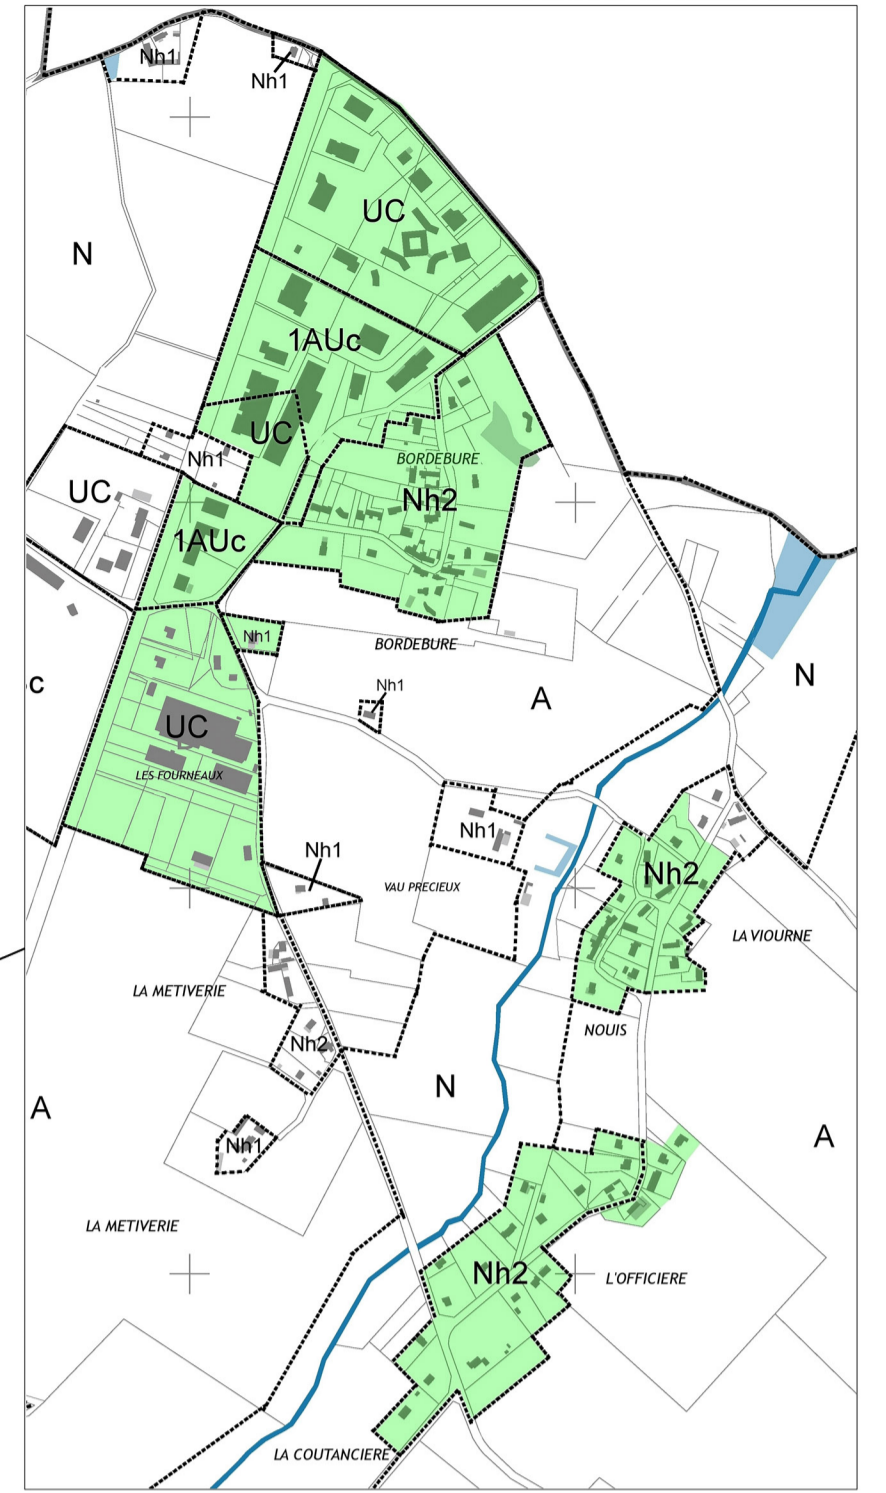 Nh1
Nh1
UC
N
1AUc
UC
Nh1
BORDEBURE
UC
Nh2
1AUc
Nh1
BORDEBURE
c
Nh1
A
N
UC
LES FOURNEAUX
Nh1
Nh1
Nh2
VAU PRECIEUX
LA VIOURNE
LA METIVERIE
NOUIS
Nh2
N
A
A
Nh1
LA METIVERIE
Nh2
L'OFFICIERE
LA COUTANCIERE